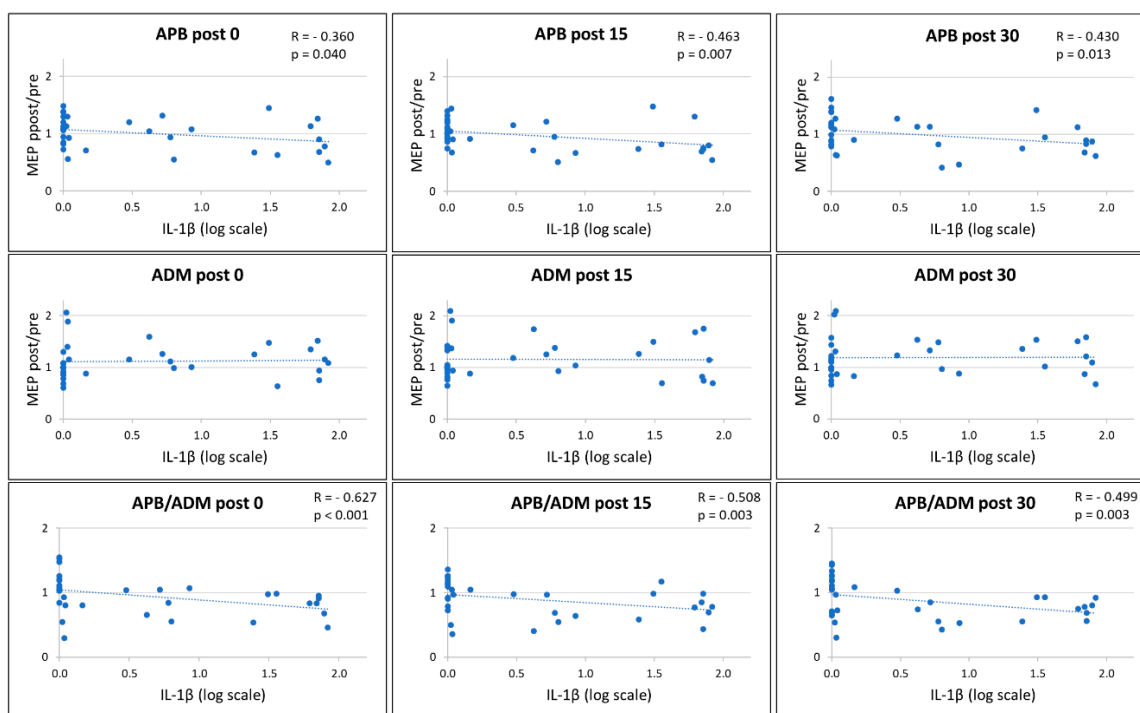 APB post 0
R = - 0.360
p = 0.040
MEP ppost/pre
2
1
0
0.0 0.5 1.0 1.5 2.0
IL-1β (log scale)
APB post 15
R = - 0.463
p = 0.007
MEP post/pre
2
1
0
0.0 0.5 1.0 1.5 2.0
IL-1β (log scale)
APB post 30
R = - 0.430
p = 0.013
MEP post/pre
2
1
0
0.0 0.5 1.0 1.5 2.0
IL-1β (log scale)
ADM post 0
MEP post/pre
2
1
0
0.0 0.5 1.0 1.5 2.0
IL-1β (log scale)
ADM post 15
MEP post/pre
2
1
0
0.0 0.5 1.0 1.5 2.0
IL-1β (log scale)
ADM post 30
MEP post/pre
2
1
0
0.0 0.5 1.0 1.5 2.0
IL-1β (log scale)
APB/ADM post 0
R = - 0.627
p < 0.001
MEP post/pre
2
1
0
0.0 0.5 1.0 1.5 2.0
IL-1β (log scale)
APB/ADM post 15
R = - 0.508
p = 0.003
MEP post/pre
2
1
0
0.0 0.5 1.0 1.5 2.0
IL-1β (log scale)
APB/ADM post 30
R = - 0.499
p = 0.003
MEP post/pre
2
1
0
0.0 0.5 1.0 1.5 2.0
IL-1β (log scale)